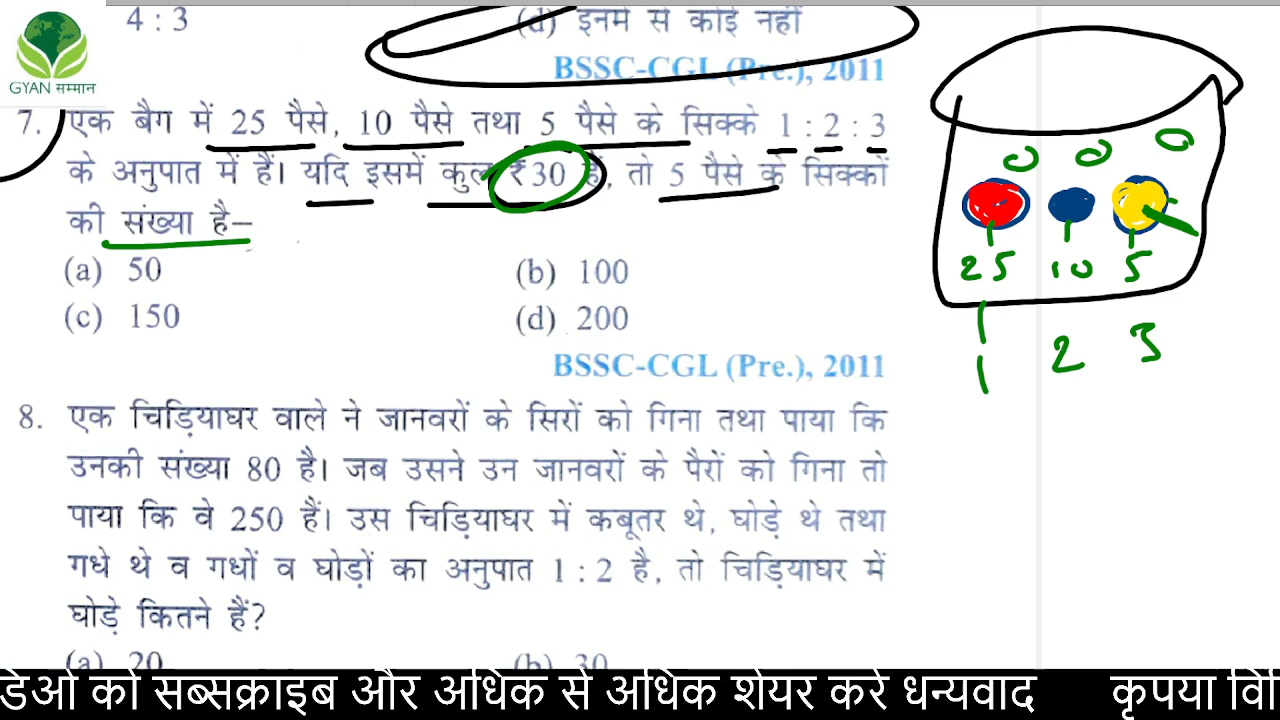 4 : 3
(d) इनमें से कोई नहीं
BSSC-CGL (Pre.), 2011
GYAN सम्मान
7. एक बैग में 25 पैसे, 10 पैसे तथा 5 पैसे के सिक्के 1 : 2 : 3
के अनुपात में हैं। यदि इसमें कुल ₹30 हैं, तो 5 पैसे के सिक्कों
की संख्या है–
(a) 50
(b) 100
(c) 150
(d) 200
BSSC-CGL (Pre.), 2011
25 10 5
1 2 3
8. एक चिड़ियाघर वाले ने जानवरों के सिरों को गिना तथा पाया कि
उनकी संख्या 80 है। जब उसने उन जानवरों के पैरों को गिना तो
पाया कि वे 250 हैं। उस चिड़ियाघर में कबूतर थे, घोड़े थे तथा
गधे थे व गधों व घोड़ों का अनुपात 1 : 2 है, तो चिड़ियाघर में
घोड़े कितने हैं?
(a) 20
(b) 30
को सब्सक्राइब और अधिक से अधिक शेयर करे धन्यवाद कृपया